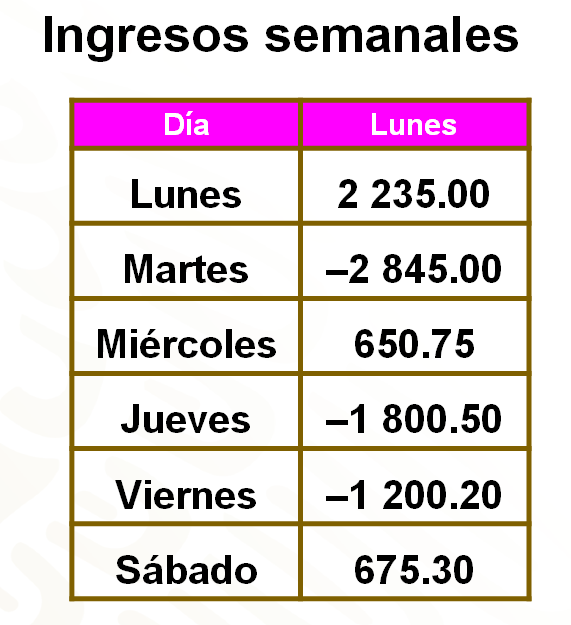 Ingresos semanales
Día Lunes
Lunes 2 235.00
Martes –2 845.00
Miércoles 650.75
Jueves –1 800.50
Viernes –1 200.20
Sábado 675.30